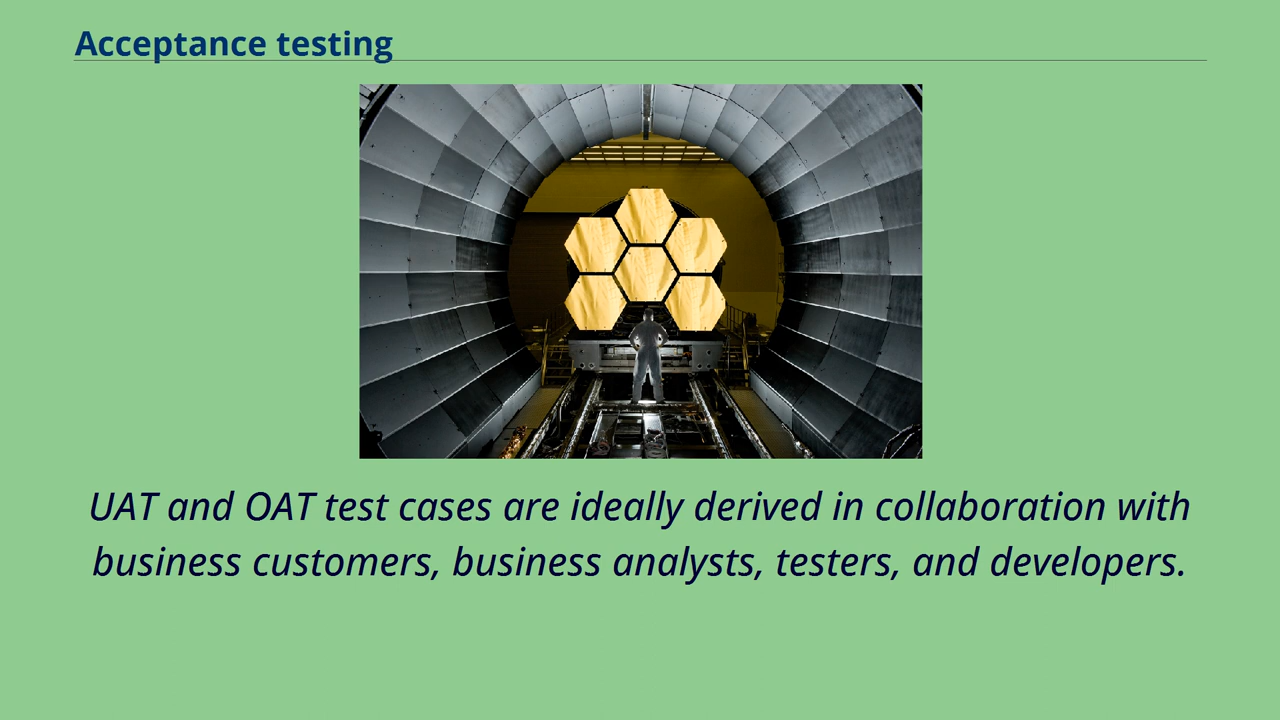 Acceptance testing
UAT and OAT test cases are ideally derived in collaboration with
business customers, business analysts, testers, and developers.